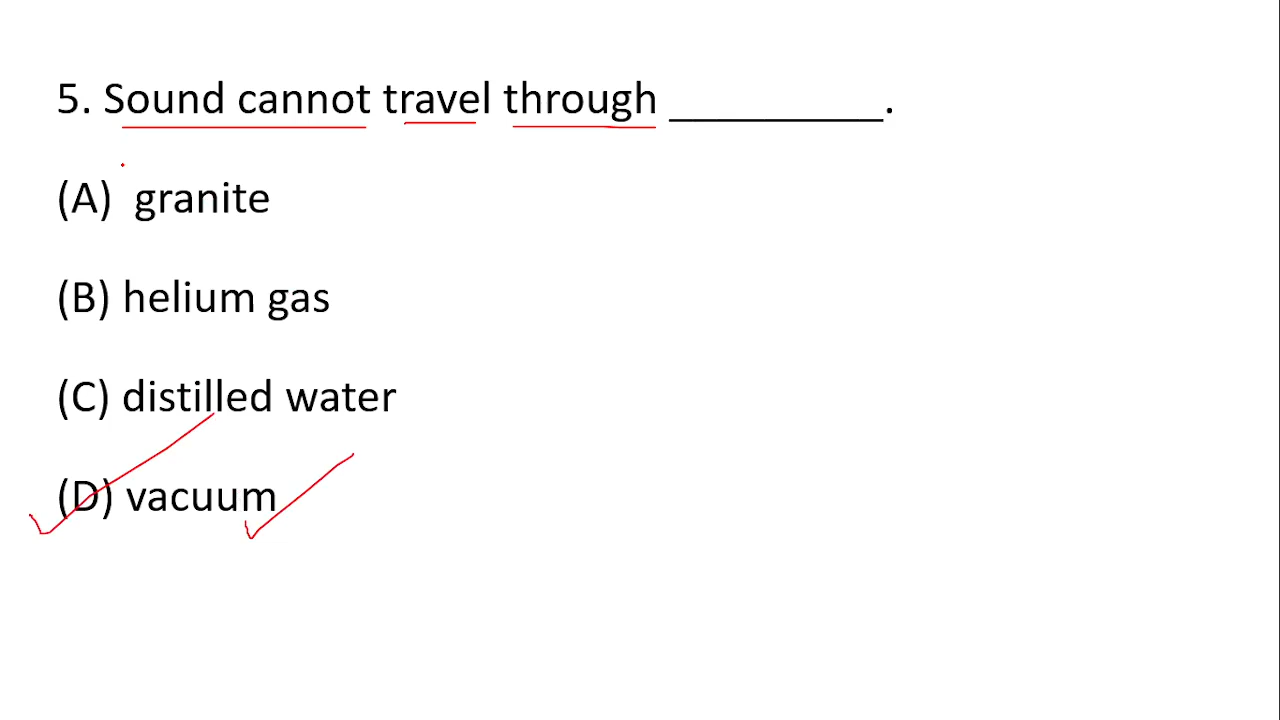 5. Sound cannot travel through __________.
(A) granite
(B) helium gas
(C) distilled water
(D) vacuum